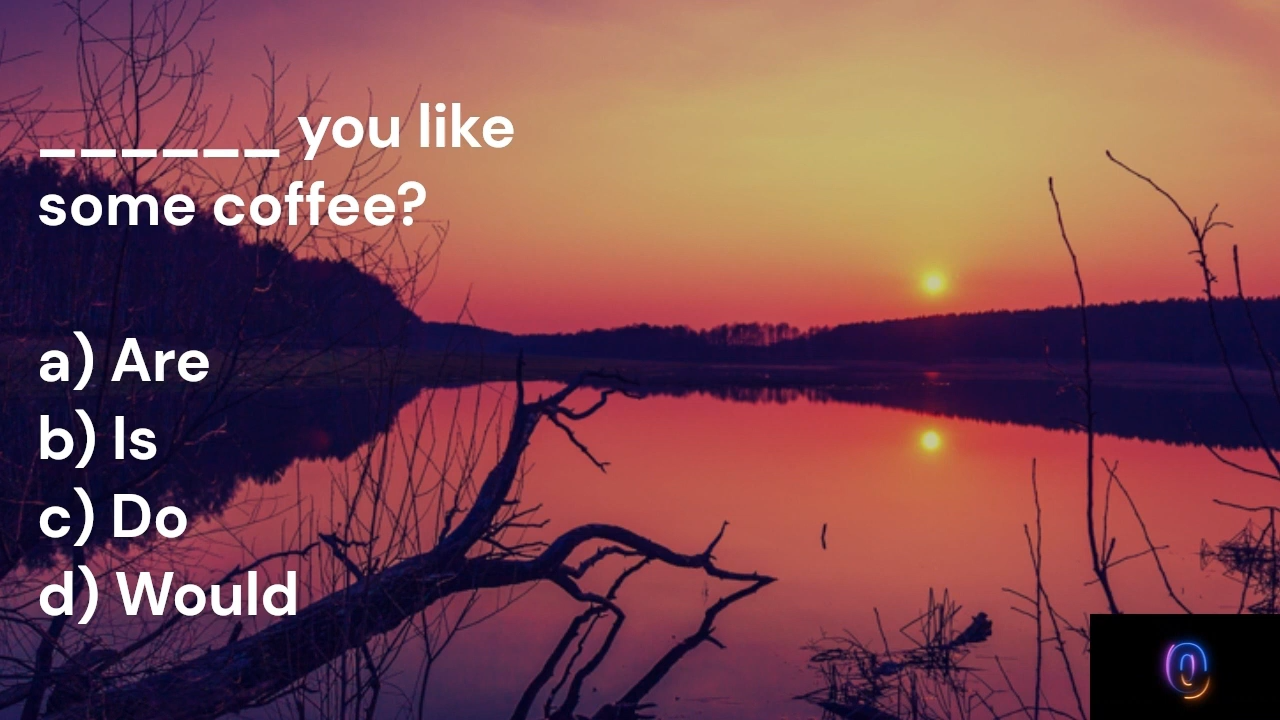 ______ you like
some coffee?
a) Are
b) Is
c) Do
d) Would